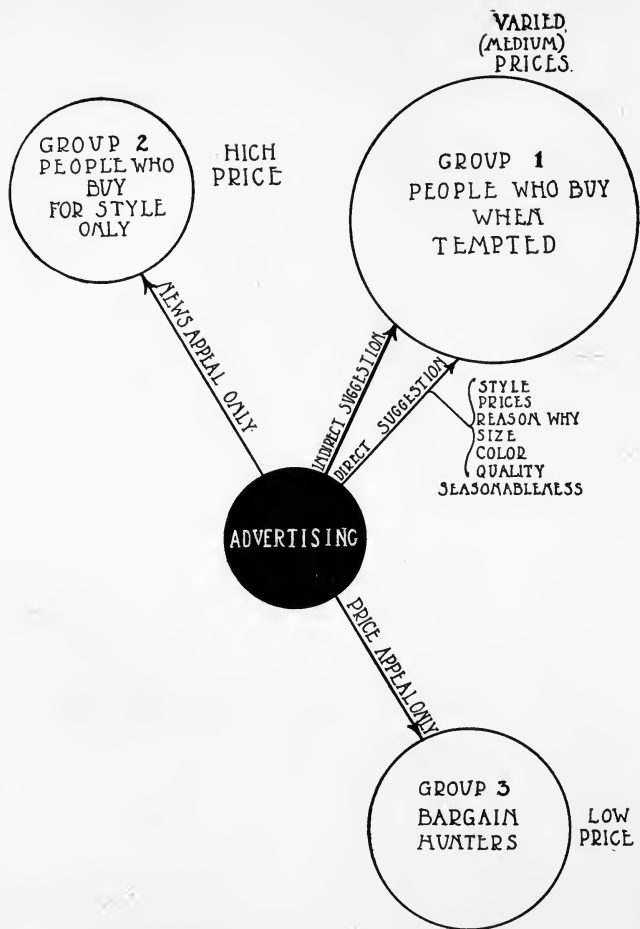 VARIED,
(MEDIUM)
PRICES.
GROUP 2
PEOPLE WHO
BUY
FOR STYLE
ONLY
HIGH
PRICE
GROUP 1
PEOPLE WHO BUY
WHEN
TEMPTED
NEWS APPEAL ONLY.
INDIRECT SUGGESTION
DIRECT SUGGESTION
STYLE
PRICES
REASON WHY
SIZE
COLOR
QUALITY
SEASONABLENESS
ADVERTISING
PRICE APPEAL ONLY
GROUP 3
BARGAIN
HUNTERS
LOW
PRICE